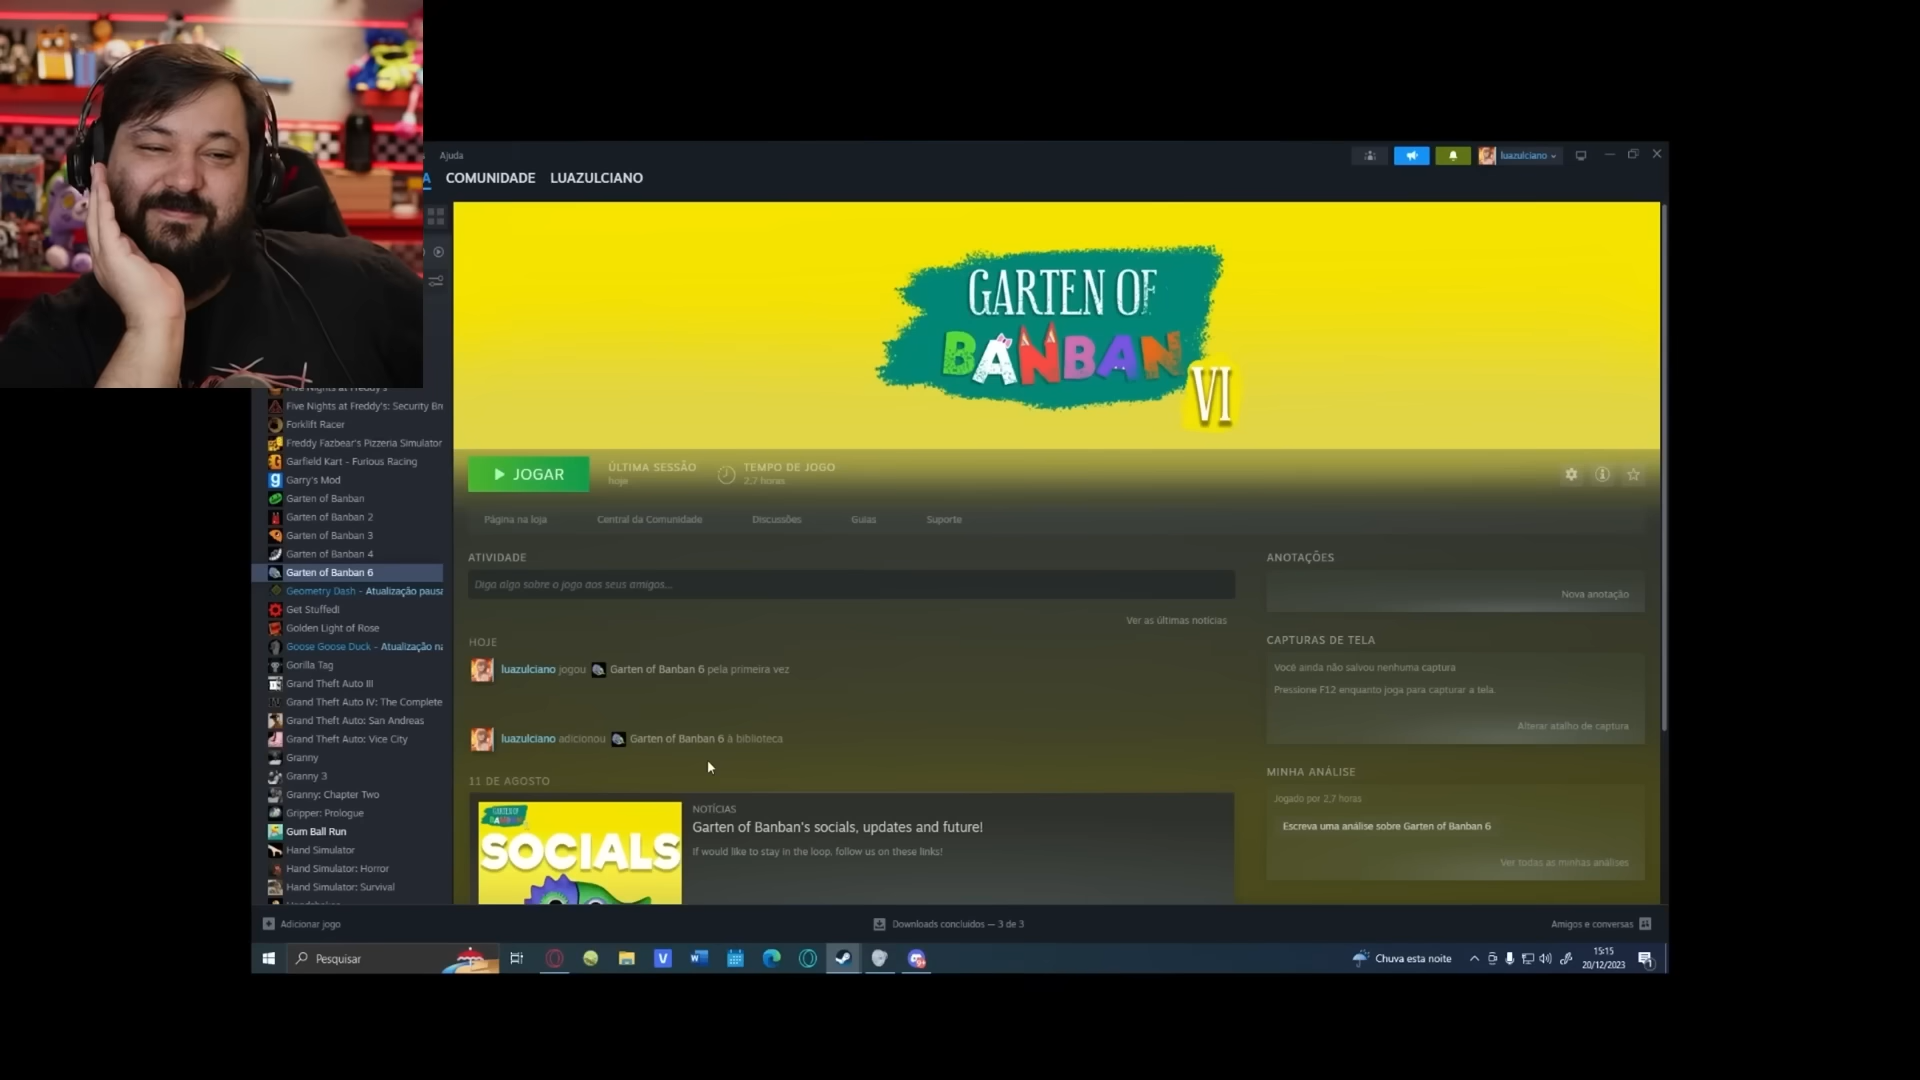 Ajuda
luazulciano
COMUNIDADE LUAZULCIANO
GARTEN OF
BANBAN
VI
JOGAR
ÚLTIMA SESSÃO
hoje
TEMPO DE JOGO
2,7 horas
Página na loja
Central da Comunidade
Discussões
Guias
Suporte
ATIVIDADE
Diga algo sobre o jogo aos seus amigos...
Ver as últimas notícias
HOJE
luazulciano jogou Garten of Banban 6 pela primeira vez
luazulciano adicionou Garten of Banban 6 à biblioteca
11 DE AGOSTO
GARTEN OF
BANBAN
SOCIALS
NOTÍCIAS
Garten of Banban's socials, updates and future!
If would like to stay in the loop, follow us on these links!
ANOTAÇÕES
Nova anotação
CAPTURAS DE TELA
Você ainda não salvou nenhuma captura
Pressione F12 enquanto joga para capturar a tela.
Alterar atalho de captura
MINHA ANÁLISE
Jogado por 2,7 horas
Escreva uma análise sobre Garten of Banban 6
Ver todas as minhas análises
Five Nights at Freddy's
Five Nights at Freddy's: Security Br
Forklift Racer
Freddy Fazbear's Pizzeria Simulator
Garfield Kart - Furious Racing
Garry's Mod
Garten of Banban
Garten of Banban 2
Garten of Banban 3
Garten of Banban 4
Garten of Banban 6
Geometry Dash - Atualização pausa
Get Stuffed!
Golden Light of Rose
Goose Goose Duck - Atualização na
Gorilla Tag
Grand Theft Auto III
Grand Theft Auto IV: The Complete
Grand Theft Auto: San Andreas
Grand Theft Auto: Vice City
Granny
Granny 3
Granny: Chapter Two
Gripper: Prologue
Gum Ball Run
Hand Simulator
Hand Simulator: Horror
Hand Simulator: Survival
Adicionar jogo
Downloads concluídos — 3 de 3
Amigos e conversas
Pesquisar
Chuva esta noite
15:15
20/12/2023